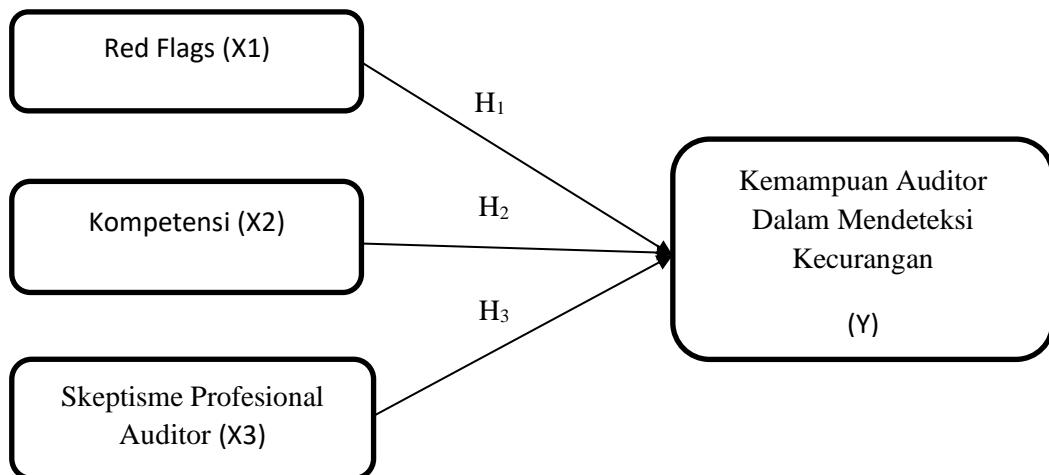 Red Flags (X1)
H₁
Kompetensi (X2)
H₂
H₃
Skeptisme Profesional
Auditor (X3)
Kemampuan Auditor
Dalam Mendeteksi
Kecurangan
(Y)